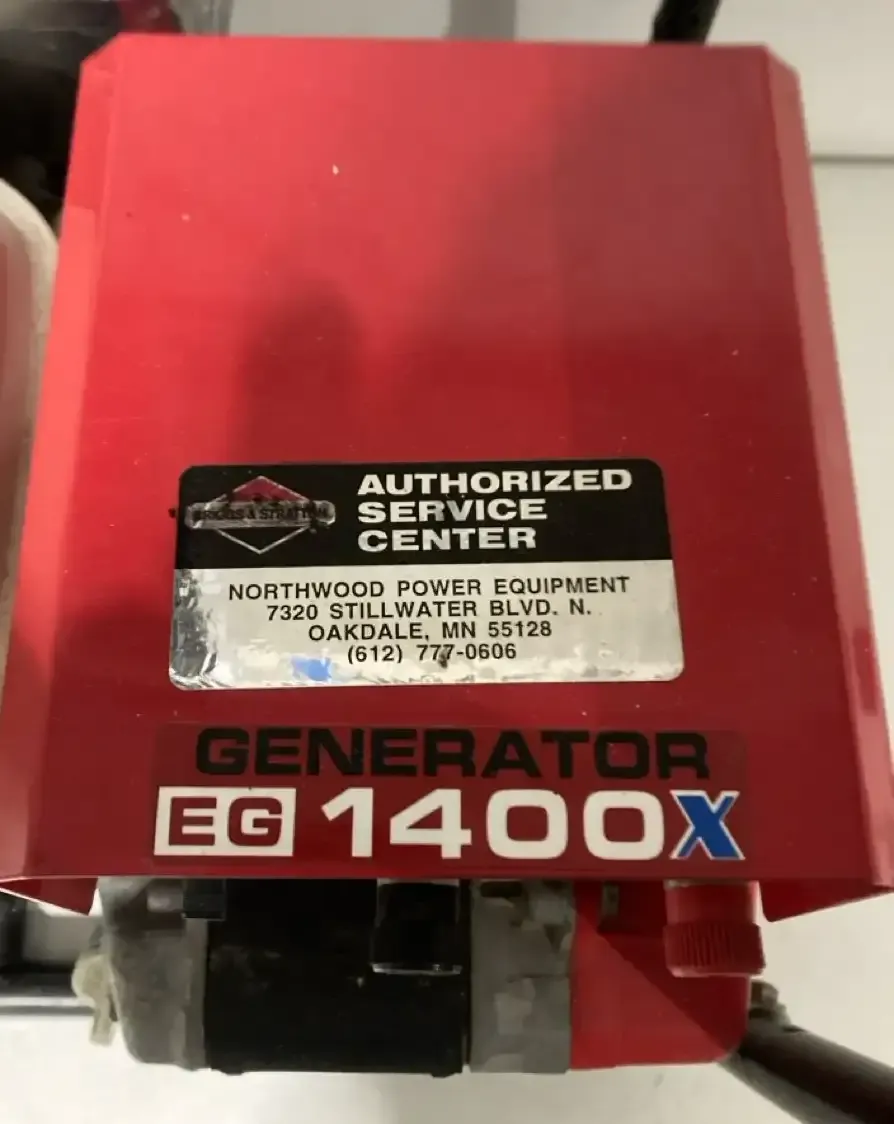 BRIGGS & STRATTON
AUTHORIZED
SERVICE
CENTER
NORTHWOOD POWER EQUIPMENT
7320 STILLWATER BLVD. N.
OAKDALE, MN 55128
(612) 777-0606
GENERATOR
EG 1400X